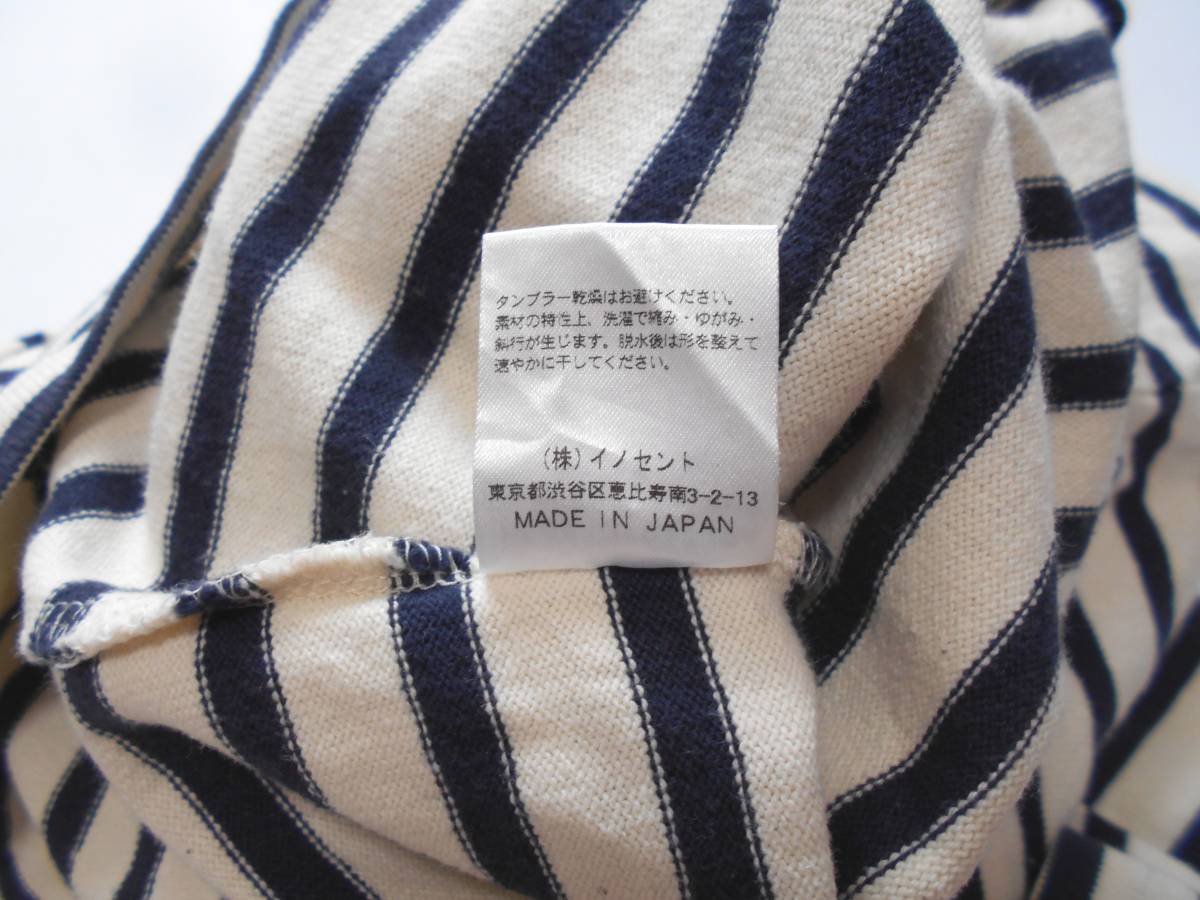 タンブラー乾燥はお避けください。
素材の特性上、洗濯で縮み・ゆがみ・
斜行が生じます。脱水後は形を整えて
速やかに干してください。
(株)イノセント
東京都渋谷区恵比寿南3-2-13
MADE IN JAPAN